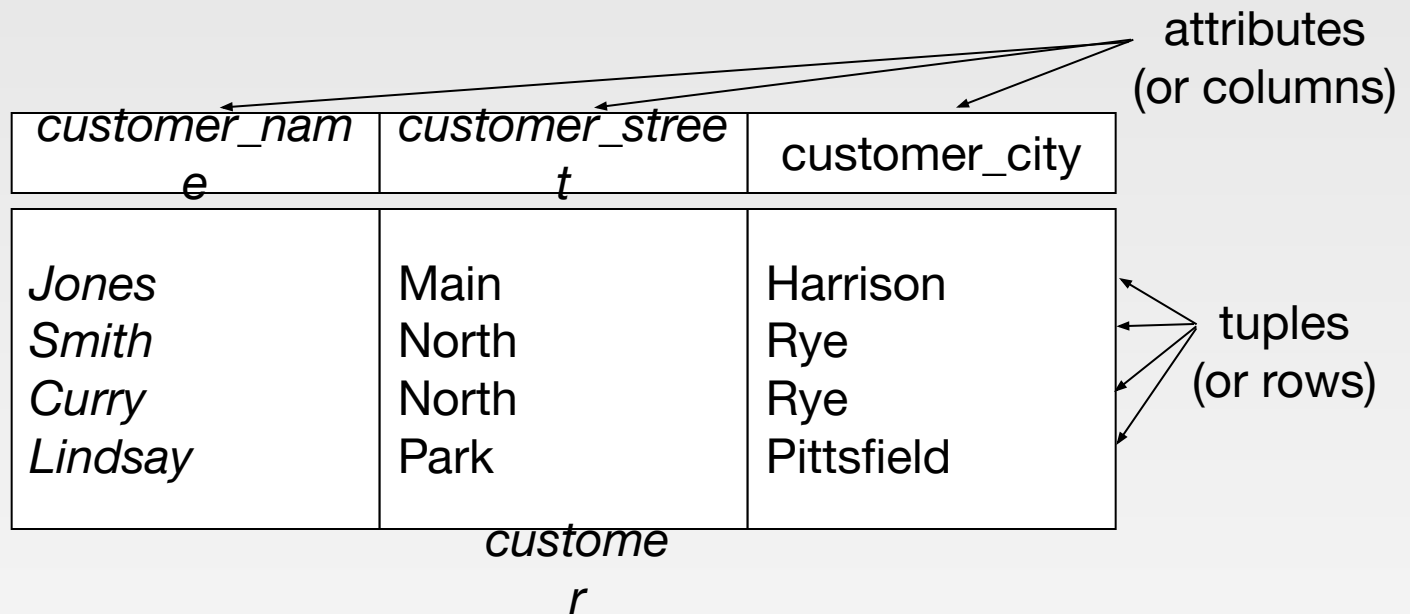 attributes
(or columns)
customer_nam
e
customer_stree
t
customer_city
Jones Main Harrison
Smith North Rye
Curry North Rye
Lindsay Park Pittsfield
tuples
(or rows)
custome
r